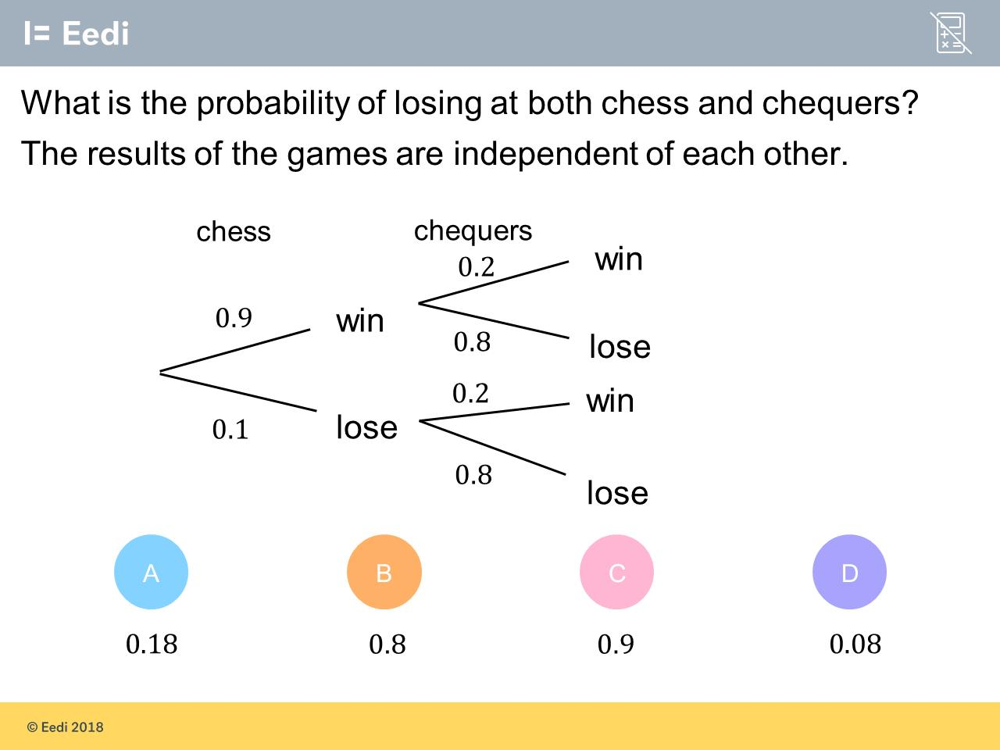 Eedi
What is the probability of losing at both chess and chequers?
The results of the games are independent of each other.
chess
chequers
0.2
win
0.9
win
0.8
lose
0.2
win
0.1
lose
0.8
lose
A
B
C
D
0.18
0.8
0.9
0.08
© Eedi 2018